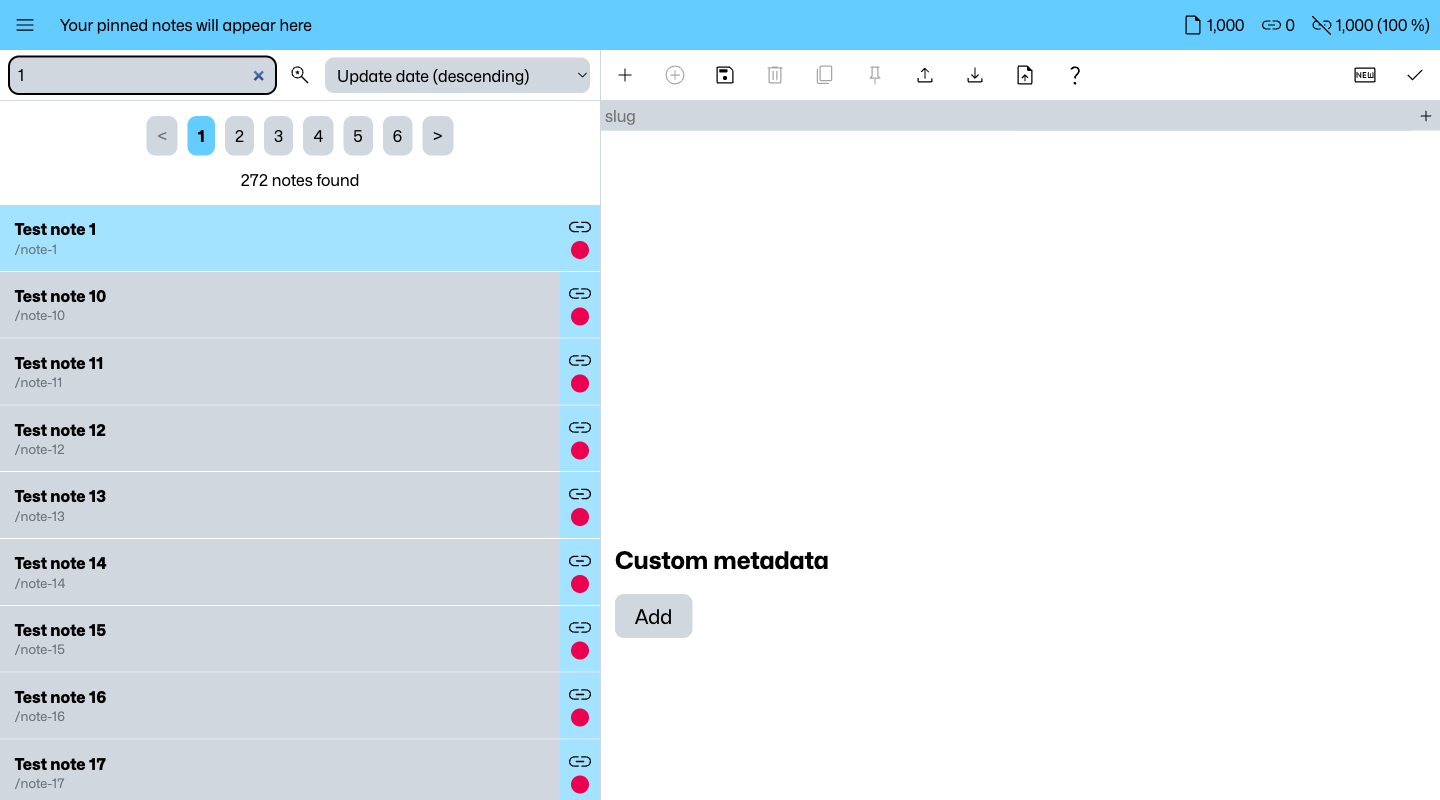 Your pinned notes will appear here
1,000
0
1,000 (100 %)
1
Update date (descending)
NEW
slug
< 1 2 3 4 5 6 >
272 notes found
Test note 1
/note-1
Test note 10
/note-10
Test note 11
/note-11
Test note 12
/note-12
Test note 13
/note-13
Test note 14
/note-14
Test note 15
/note-15
Test note 16
/note-16
Test note 17
/note-17
Custom metadata
Add